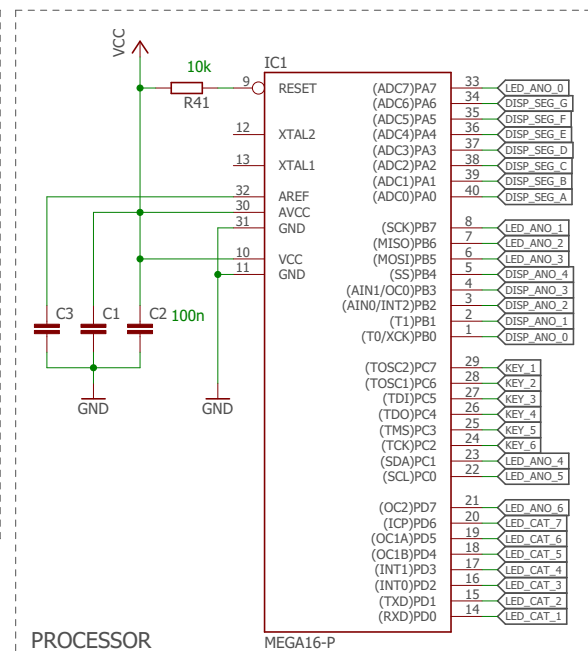 VCC
10k
R41
IC1
9 RESET
12 XTAL2
13 XTAL1
32 AREF
30 AVCC
31 GND
10 VCC
11 GND
C3 C1 C2 100n
GND GND
(ADC7)PA7 33 LED_ANO_0
(ADC6)PA6 34 DISP_SEG_G
(ADC5)PA5 35 DISP_SEG_F
(ADC4)PA4 36 DISP_SEG_E
(ADC3)PA3 37 DISP_SEG_D
(ADC2)PA2 38 DISP_SEG_C
(ADC1)PA1 39 DISP_SEG_B
(ADC0)PA0 40 DISP_SEG_A
(SCK)PB7 8 LED_ANO_1
(MISO)PB6 7 LED_ANO_2
(MOSI)PB5 6 LED_ANO_3
(SS)PB4 5 DISP_ANO_4
(AIN1/OC0)PB3 4 DISP_ANO_3
(AIN0/INT2)PB2 3 DISP_ANO_2
(T1)PB1 2 DISP_ANO_1
(T0/XCK)PB0 1 DISP_ANO_0
(TOSC2)PC7 29 KEY_1
(TOSC1)PC6 28 KEY_2
(TDI)PC5 27 KEY_3
(TDO)PC4 26 KEY_4
(TMS)PC3 25 KEY_5
(TCK)PC2 24 KEY_6
(SDA)PC1 23 LED_ANO_4
(SCL)PC0 22 LED_ANO_5
(OC2)PD7 21 LED_ANO_6
(ICP)PD6 20 LED_CAT_7
(OC1A)PD5 19 LED_CAT_6
(OC1B)PD4 18 LED_CAT_5
(INT1)PD3 17 LED_CAT_4
(INT0)PD2 16 LED_CAT_3
(TXD)PD1 15 LED_CAT_2
(RXD)PD0 14 LED_CAT_1
PROCESSOR
MEGA16-P